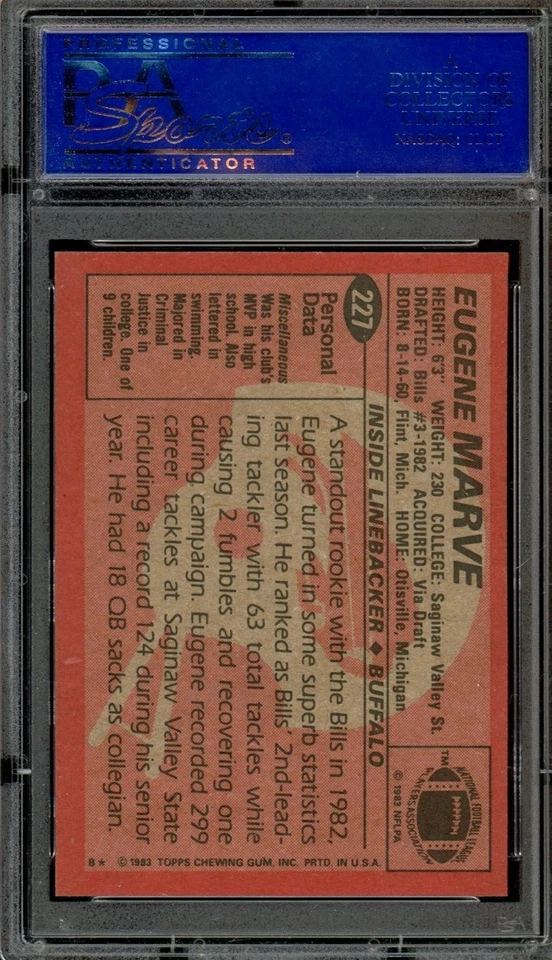 PROFESSIONAL
PSA
Sports®
AUTHENTICATOR
A
DIVISION OF
COLLECTORS
UNIVERSE
NASDAQ: CLCT
EUGENE MARVE
HEIGHT: 6'3" WEIGHT: 230 COLLEGE: Saginaw Valley St.
DRAFTED: Bills #3-1982 ACQUIRED: Via Draft
BORN: 8-14-60, Flint, Mich. HOME: Otisville, Michigan
TM
NATIONAL FOOTBALL LEAGUE
PLAYERS ASSOCIATION
© 1983 NFLPA
227
INSIDE LINEBACKER ◆ BUFFALO
Personal
Data
Miscellaneous
Was his club's
MVP in high
school. Also
lettered in
swimming.
Majored in
Criminal
Justice in
college. One of
9 children.
A standout rookie with the Bills in 1982,
Eugene turned in some superb statistics
last season. He ranked as Bills' 2nd-lead-
ing tackler with 63 total tackles while
causing 2 fumbles and recovering one
during campaign. Eugene recorded 299
career tackles at Saginaw Valley State
including a record 124 during his senior
year. He had 18 QB sacks as collegian.
B* © 1983 TOPPS CHEWING GUM, INC. PRTD. IN U.S.A.